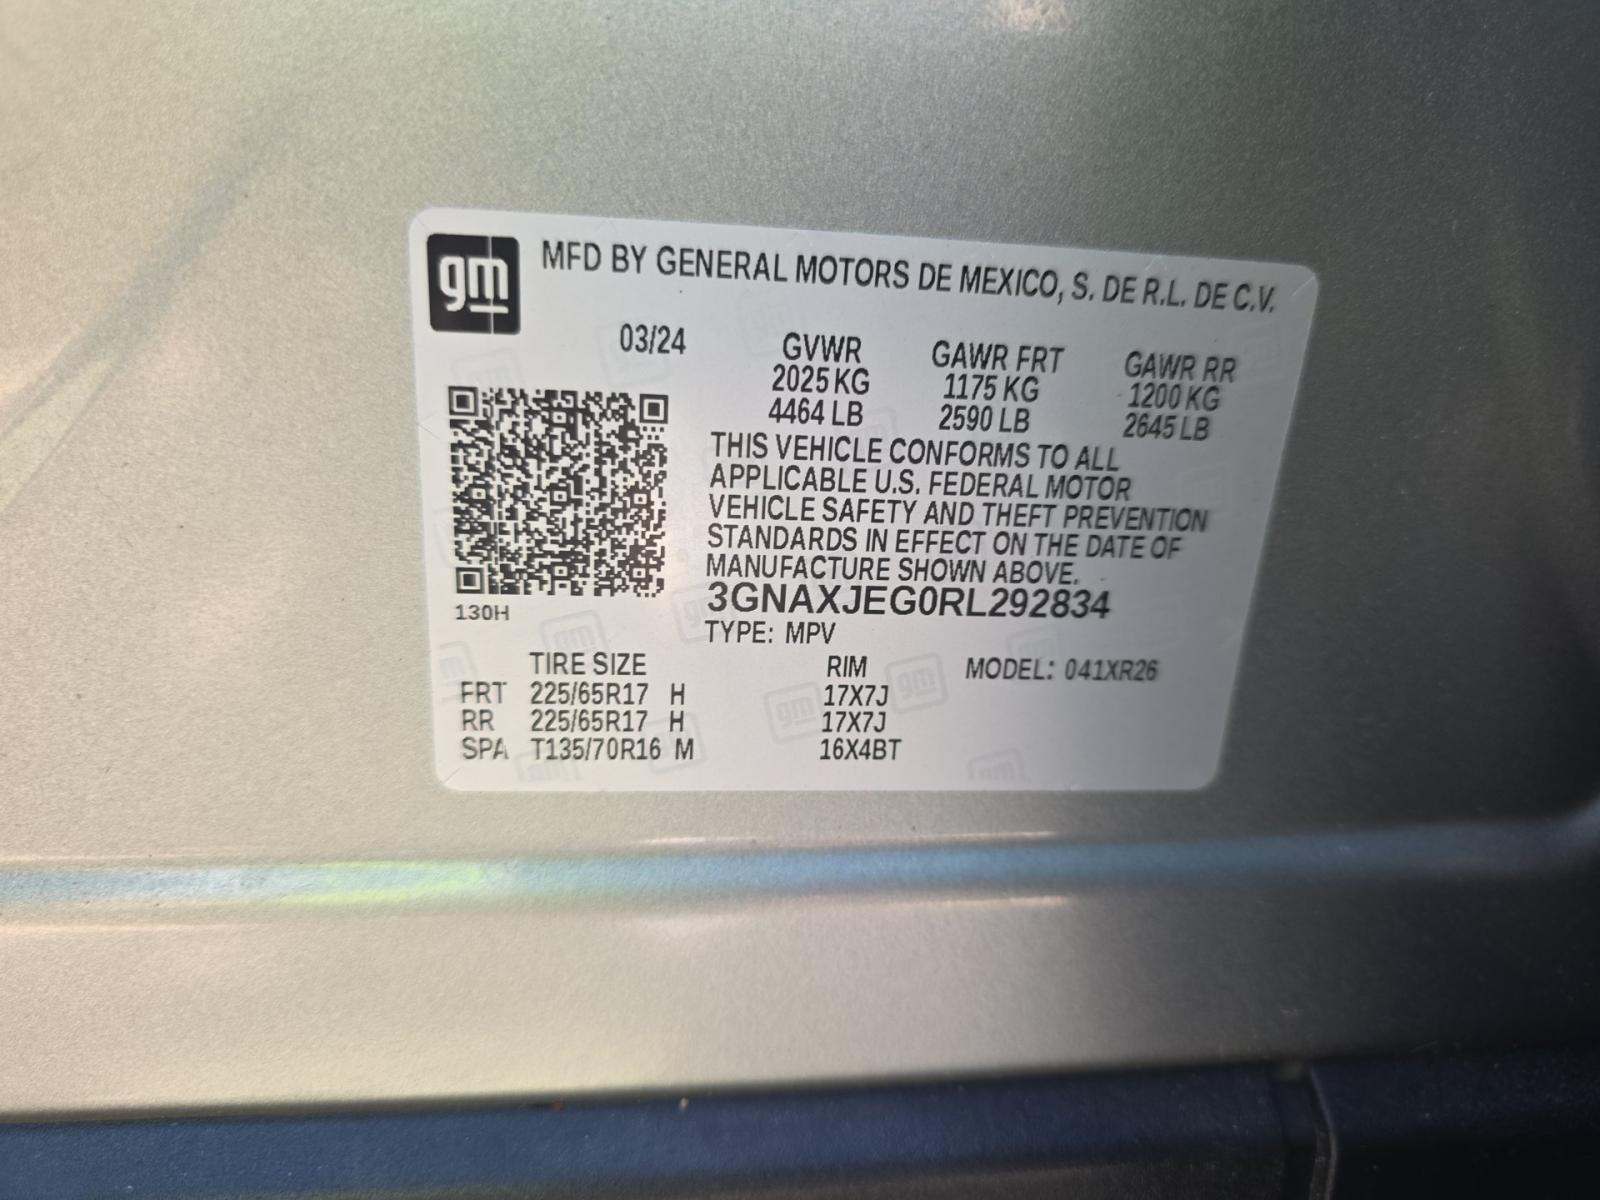 gm MFD BY GENERAL MOTORS DE MEXICO, S. DE R.L. DE C.V.
03/24 GVWR GAWR FRT GAWR RR
2025 KG 1175 KG 1200 KG
4464 LB 2590 LB 2645 LB
THIS VEHICLE CONFORMS TO ALL
APPLICABLE U.S. FEDERAL MOTOR
VEHICLE SAFETY AND THEFT PREVENTION
STANDARDS IN EFFECT ON THE DATE OF
MANUFACTURE SHOWN ABOVE.
3GNAXJEG0RL292834
130H
TYPE: MPV
TIRE SIZE RIM MODEL: 041XR26
FRT 225/65R17 H 17X7J
RR 225/65R17 H 17X7J
SPA T135/70R16 M 16X4BT